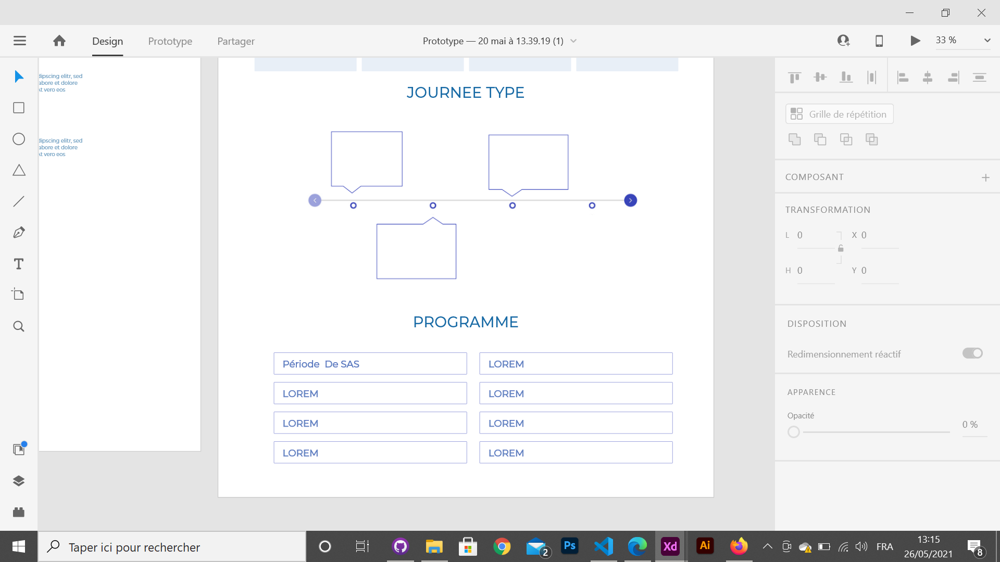 Design
Prototype
Partager
Prototype — 20 mai à 13.39.19 (1)
33 %
dipscing elitr, sed
abore et dolore
At vero eos
dipscing elitr, sed
abore et dolore
At vero eos
JOURNEE TYPE
PROGRAMME
Période De SAS
LOREM
LOREM
LOREM
LOREM
LOREM
LOREM
LOREM
Grille de répétition
COMPOSANT
TRANSFORMATION
L 0
X 0
H 0
Y 0
DISPOSITION
Redimensionnement réactif
APPARENCE
Opacité
0 %
Taper ici pour rechercher
2
Ps
Xd
Ai
FRA
13:15
26/05/2021
8